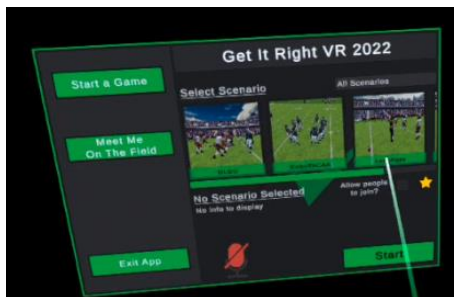 Get It Right VR 2022
Start a Game
Select Scenario
All Scenarios
Meet Me
On The Field
No Scenario Selected
No info to display
Allow people
to join?
Exit App
Start